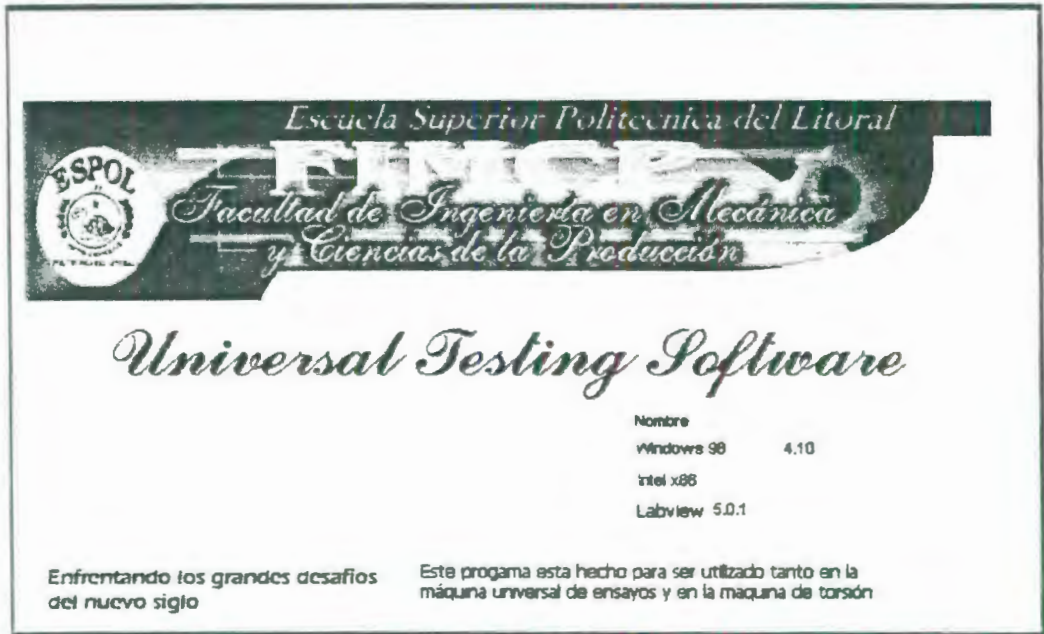 Escuela Superior Politecnica del Litoral
FIMCP
ESPOL
Facultad de Ingenieria en Mecánica
y Ciencias de la Producción
Universal Testing Software
Nombre
Windows 98 4.10
Intel x86
Labview 5.0.1
Enfrentando los grandes desafios
del nuevo siglo
Este progama esta hecho para ser utilizado tanto en la
máquina universal de ensayos y en la maquina de torsión